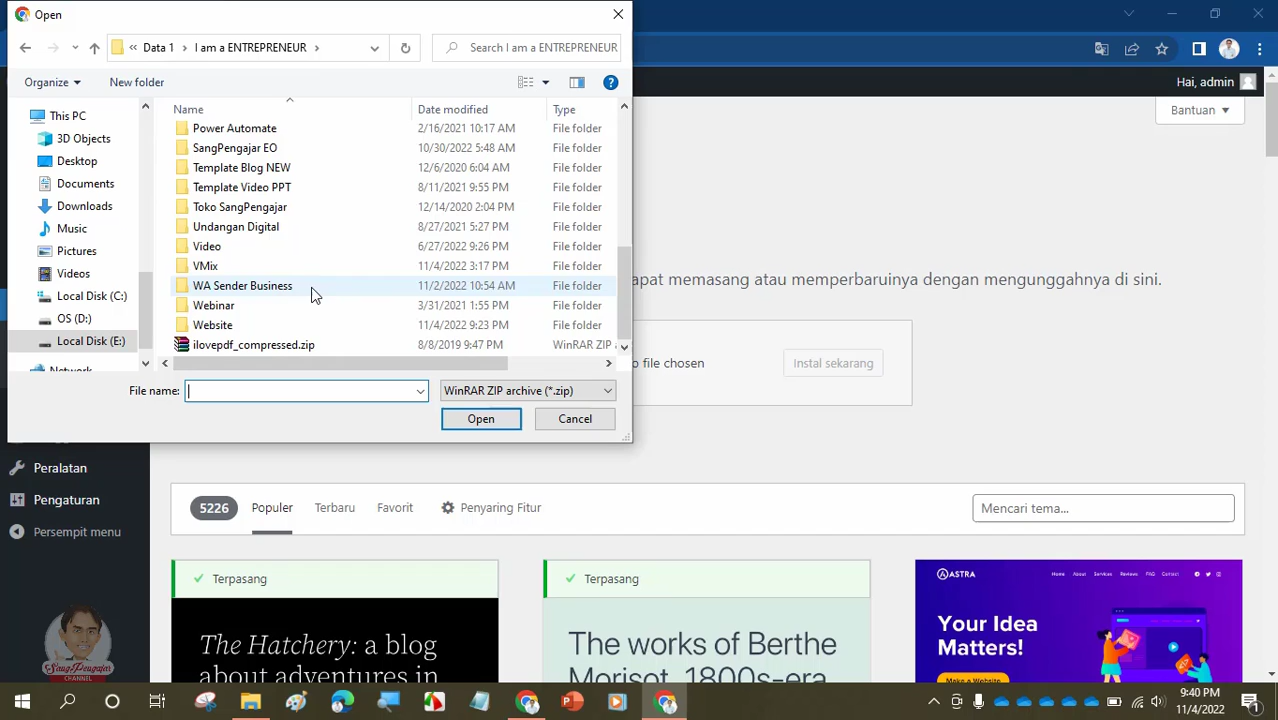 Open
Data 1 I am a ENTREPRENEUR
Search I am a ENTREPRENEUR
Organize
New folder
Hai, admin
Bantuan
This PC
3D Objects
Desktop
Documents
Downloads
Music
Pictures
Videos
Local Disk (C:)
OS (D:)
Local Disk (E:)
Network
Name Date modified Type
Power Automate 2/16/2021 10:17 AM File folder
SangPengajar EO 10/30/2022 5:48 AM File folder
Template Blog NEW 12/6/2020 6:04 AM File folder
Template Video PPT 8/11/2021 9:55 PM File folder
Toko SangPengajar 12/14/2020 2:04 PM File folder
Undangan Digital 8/27/2021 5:27 PM File folder
Video 6/27/2022 9:26 PM File folder
VMix 11/4/2022 3:17 PM File folder
WA Sender Business 11/2/2022 10:54 AM File folder
Webinar 3/31/2021 1:55 PM File folder
Website 11/4/2022 9:23 PM File folder
ilovepdf_compressed.zip 8/8/2019 9:47 PM WinRAR ZIP a
File name:
WinRAR ZIP archive (*.zip)
Open
Cancel
apat memasang atau memperbaruinya dengan mengunggahnya di sini.
o file chosen
Instal sekarang
Peralatan
Pengaturan
Persempit menu
5226 Populer Terbaru Favorit Penyaring Fitur
Mencari tema...
Terpasang
The Hatchery: a blog
about adventures in
Terpasang
The works of Berthe
Morisot, 1800s-era
ASTRA
Home About Services Reviews FAQ Contact
Your Idea
Matters!
Make a Website
SangPengajar
CHANNEL
9:40 PM
11/4/2022
1